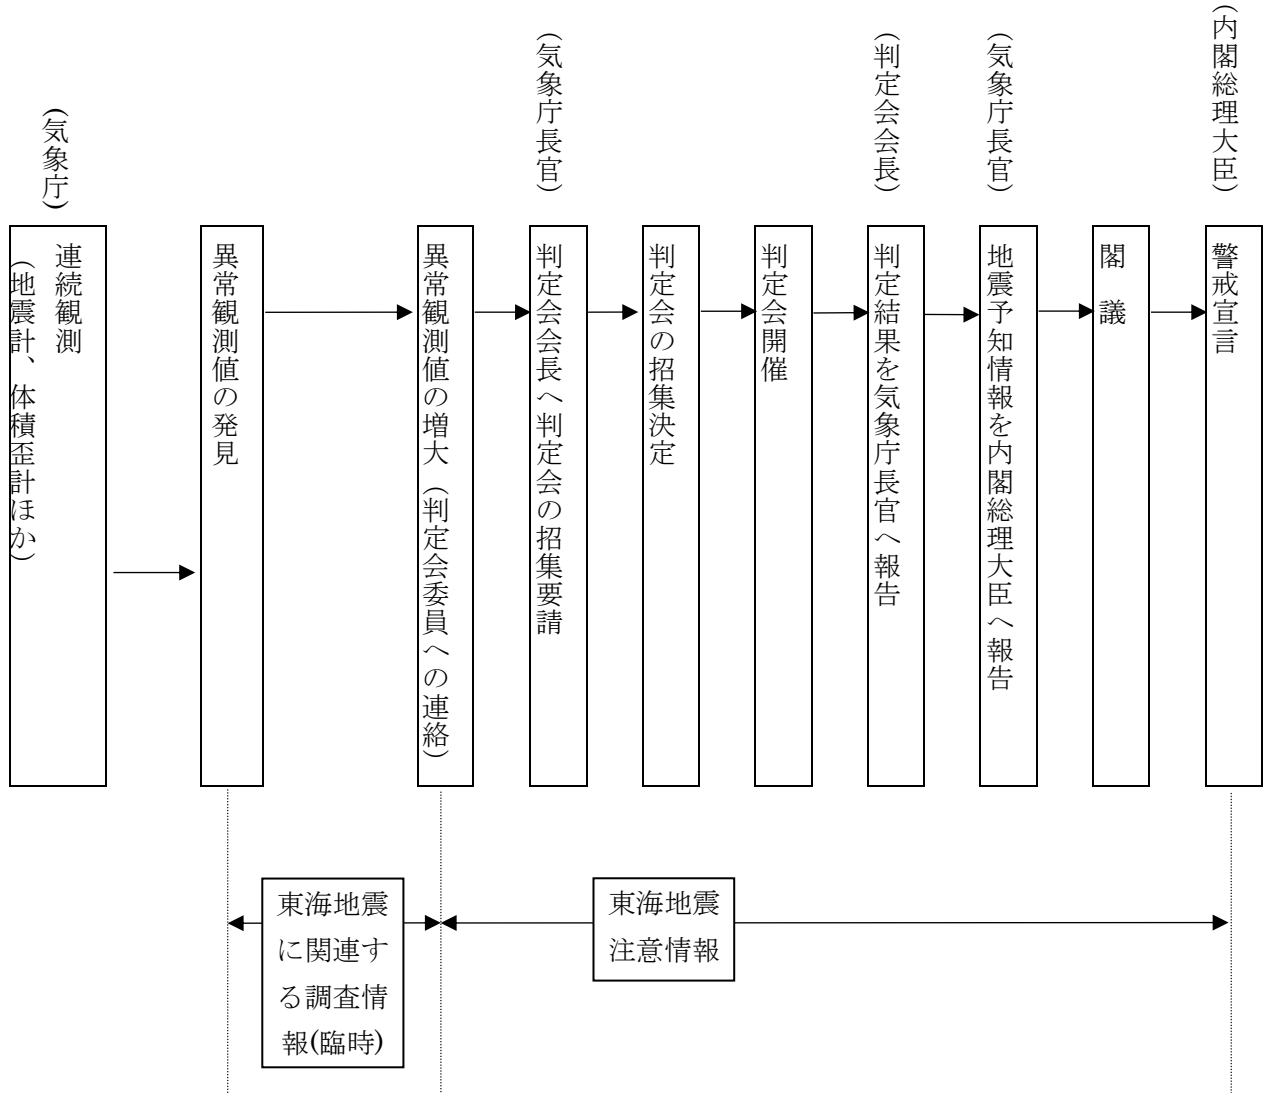 (気象庁)
連続観測
(地震計、体積歪計ほか)
異常観測値の発見
異常観測値の増大(判定会委員への連絡)
(気象庁長官)
判定会会長へ判定会の招集要請
判定会の招集決定
判定会開催
(判定会会長)
判定結果を気象庁長官へ報告
(気象庁長官)
地震予知情報を内閣総理大臣へ報告
閣議
(内閣総理大臣)
警戒宣言
東海地震
に関連す
る調査情
報(臨時)
東海地震
注意情報